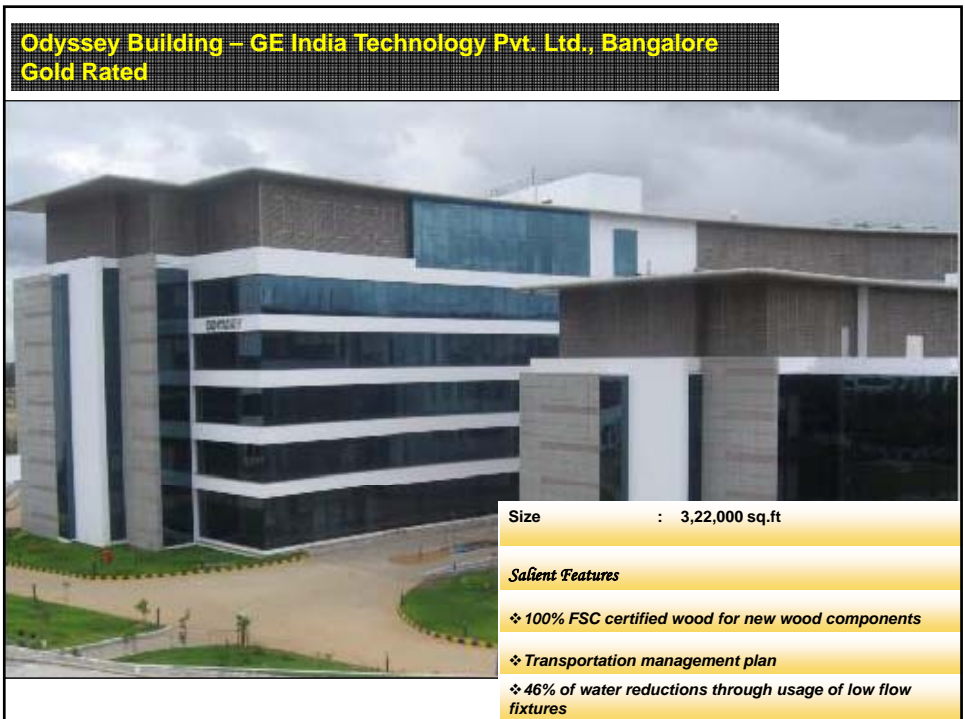 Odyssey Building – GE India Technology Pvt. Ltd., Bangalore
Gold Rated
ODYSSEY
Size : 3,22,000 sq.ft
Salient Features
❖100% FSC certified wood for new wood components
❖Transportation management plan
❖46% of water reductions through usage of low flow
fixtures